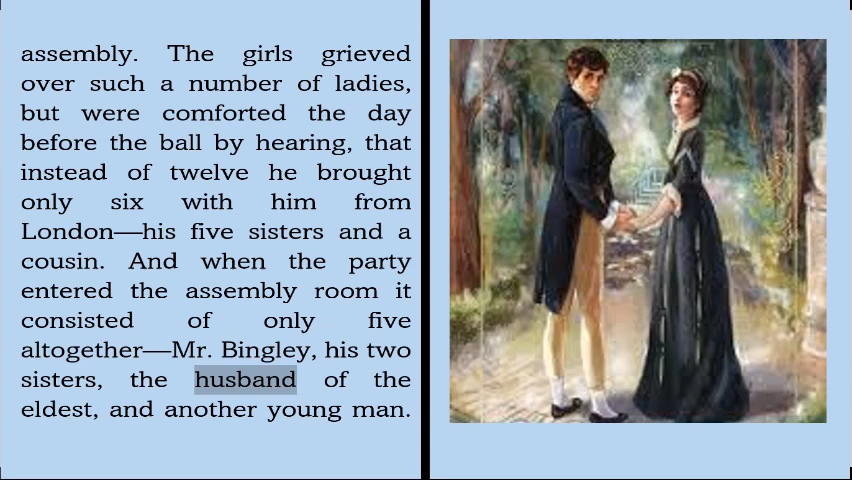 assembly. The girls grieved
over such a number of ladies,
but were comforted the day
before the ball by hearing, that
instead of twelve he brought
only six with him from
London—his five sisters and a
cousin. And when the party
entered the assembly room it
consisted of only five
altogether—Mr. Bingley, his two
sisters, the husband of the
eldest, and another young man.